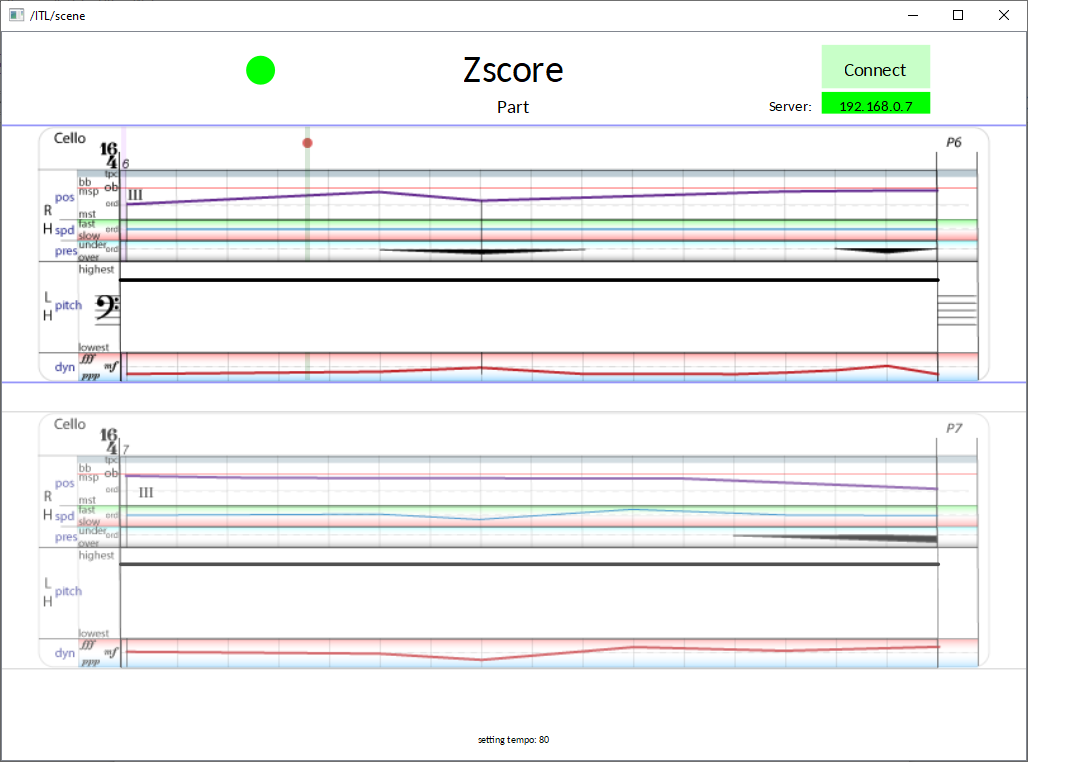 /ITL/scene
Zscore
Connect
Part
Server: 192.168.0.7
Cello
P6
16
4
6
tpc
bb
msp
ob
III
pos
ord
R
mst
H
fast
spd
ord
slow
under
pres
ord
over
highest
L
pitch
H
lowest
fff
dyn
mf
ppp
Cello
P7
16
4
7
tpc
bb
msp
ob
pos
ord
III
R
mst
H
fast
spd
ord
slow
under
pres
ord
over
highest
L
pitch
H
lowest
fff
dyn
mf
ppp
setting tempo: 80